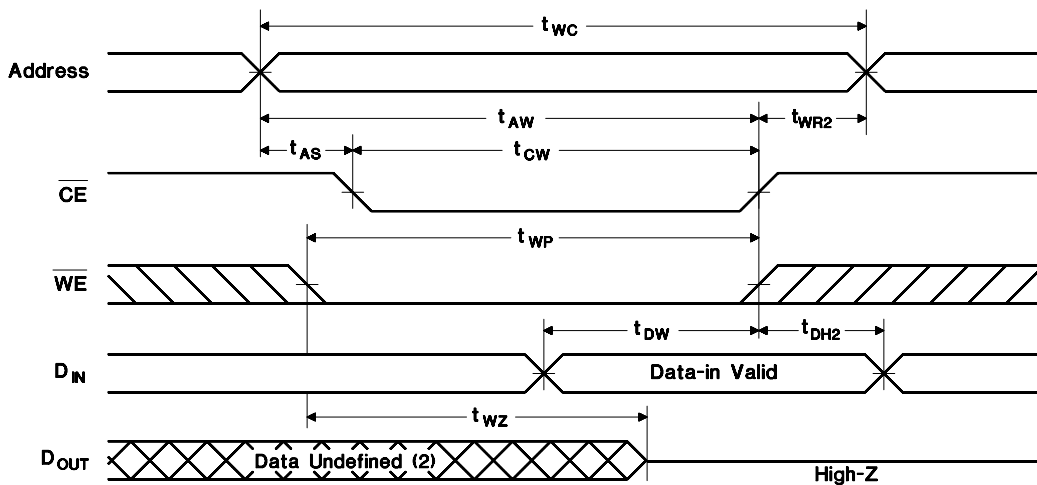 tWC
Address
tAW
tWR2
tAS
tCW
CE
tWP
WE
tDW
tDH2
DIN
Data-in Valid
tWZ
DOUT
Data Undefined (2)
High-Z